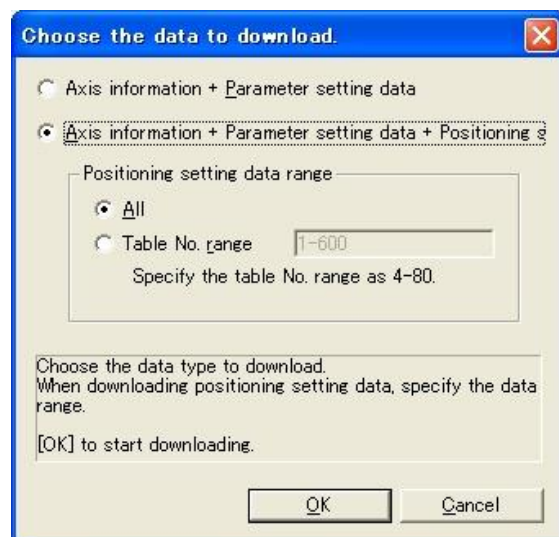 Choose the data to download.
Axis information + Parameter setting data
Axis information + Parameter setting data + Positioning s
Positioning setting data range
All
Table No. range 1-600
Specify the table No. range as 4-80.
Choose the data type to download.
When downloading positioning setting data, specify the data
range.
[OK] to start downloading.
OK Cancel